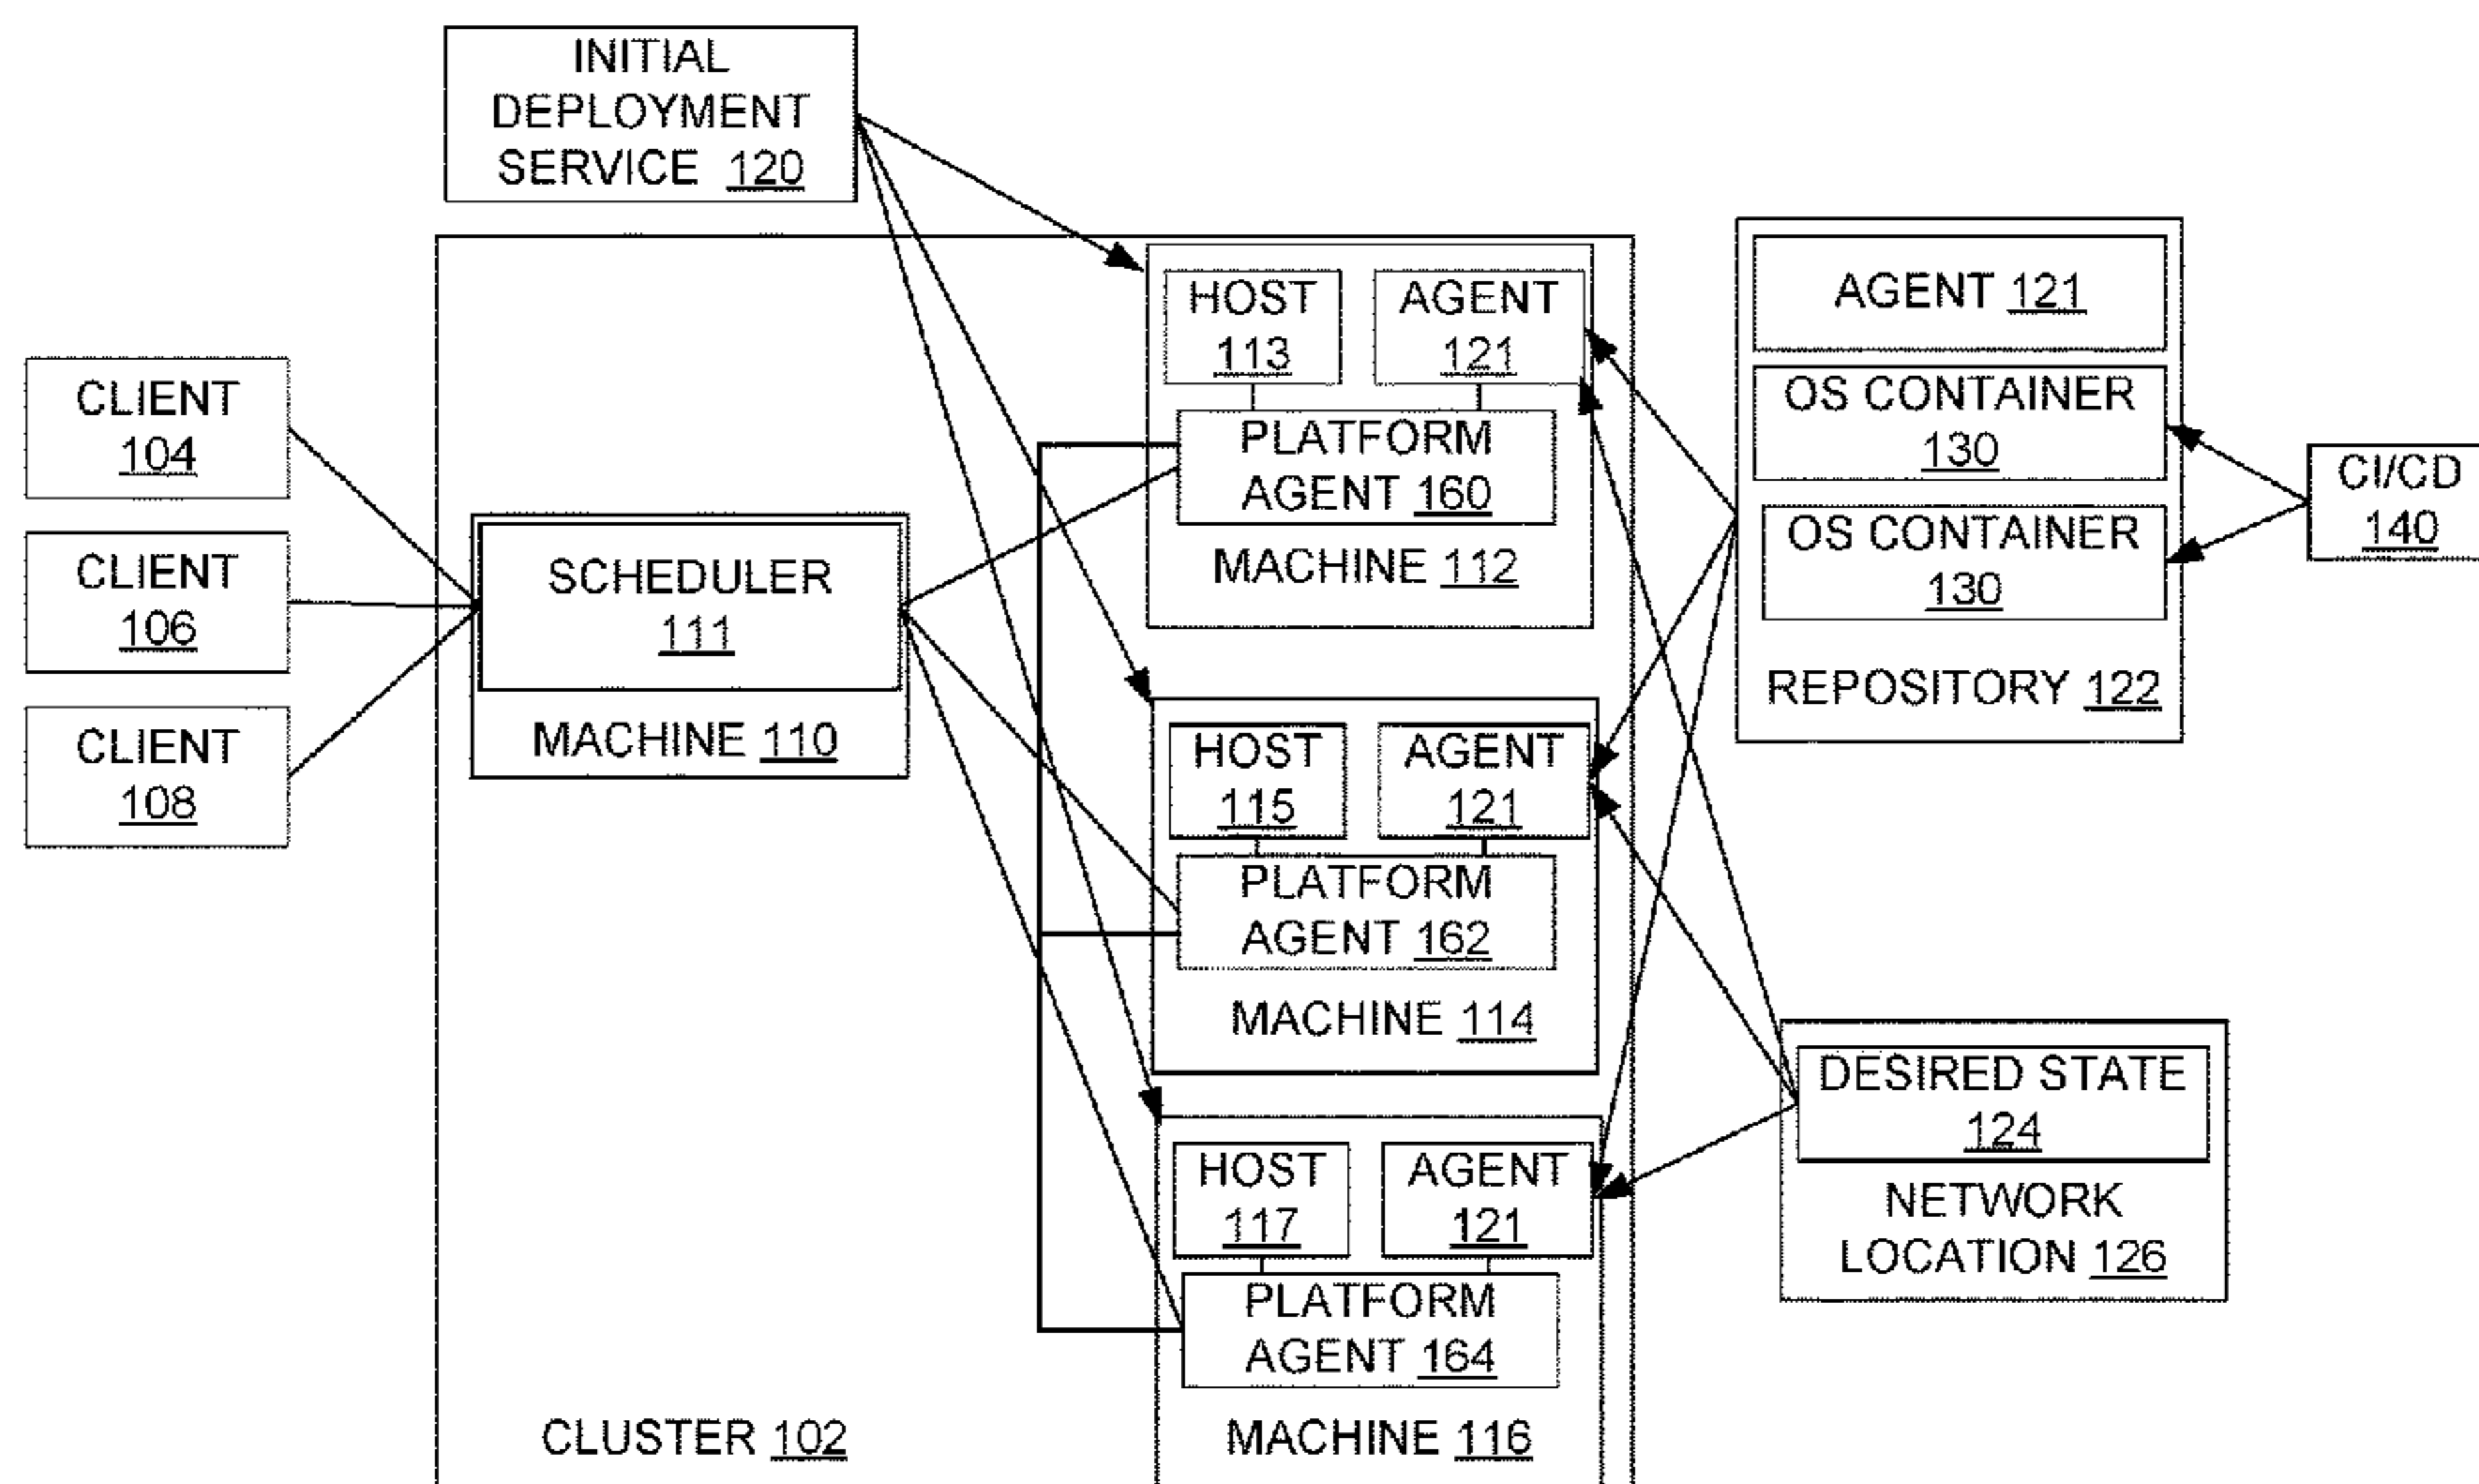 INITIAL
DEPLOYMENT
SERVICE 120
CLIENT
104
CLIENT
106
CLIENT
108
SCHEDULER
111
MACHINE 110
HOST
113
AGENT
121
PLATFORM
AGENT 160
MACHINE 112
HOST
115
AGENT
121
PLATFORM
AGENT 162
MACHINE 114
HOST
117
AGENT
121
PLATFORM
AGENT 164
MACHINE 116
CLUSTER 102
AGENT 121
OS CONTAINER
130
OS CONTAINER
130
REPOSITORY 122
CI/CD
140
DESIRED STATE
124
NETWORK
LOCATION 126